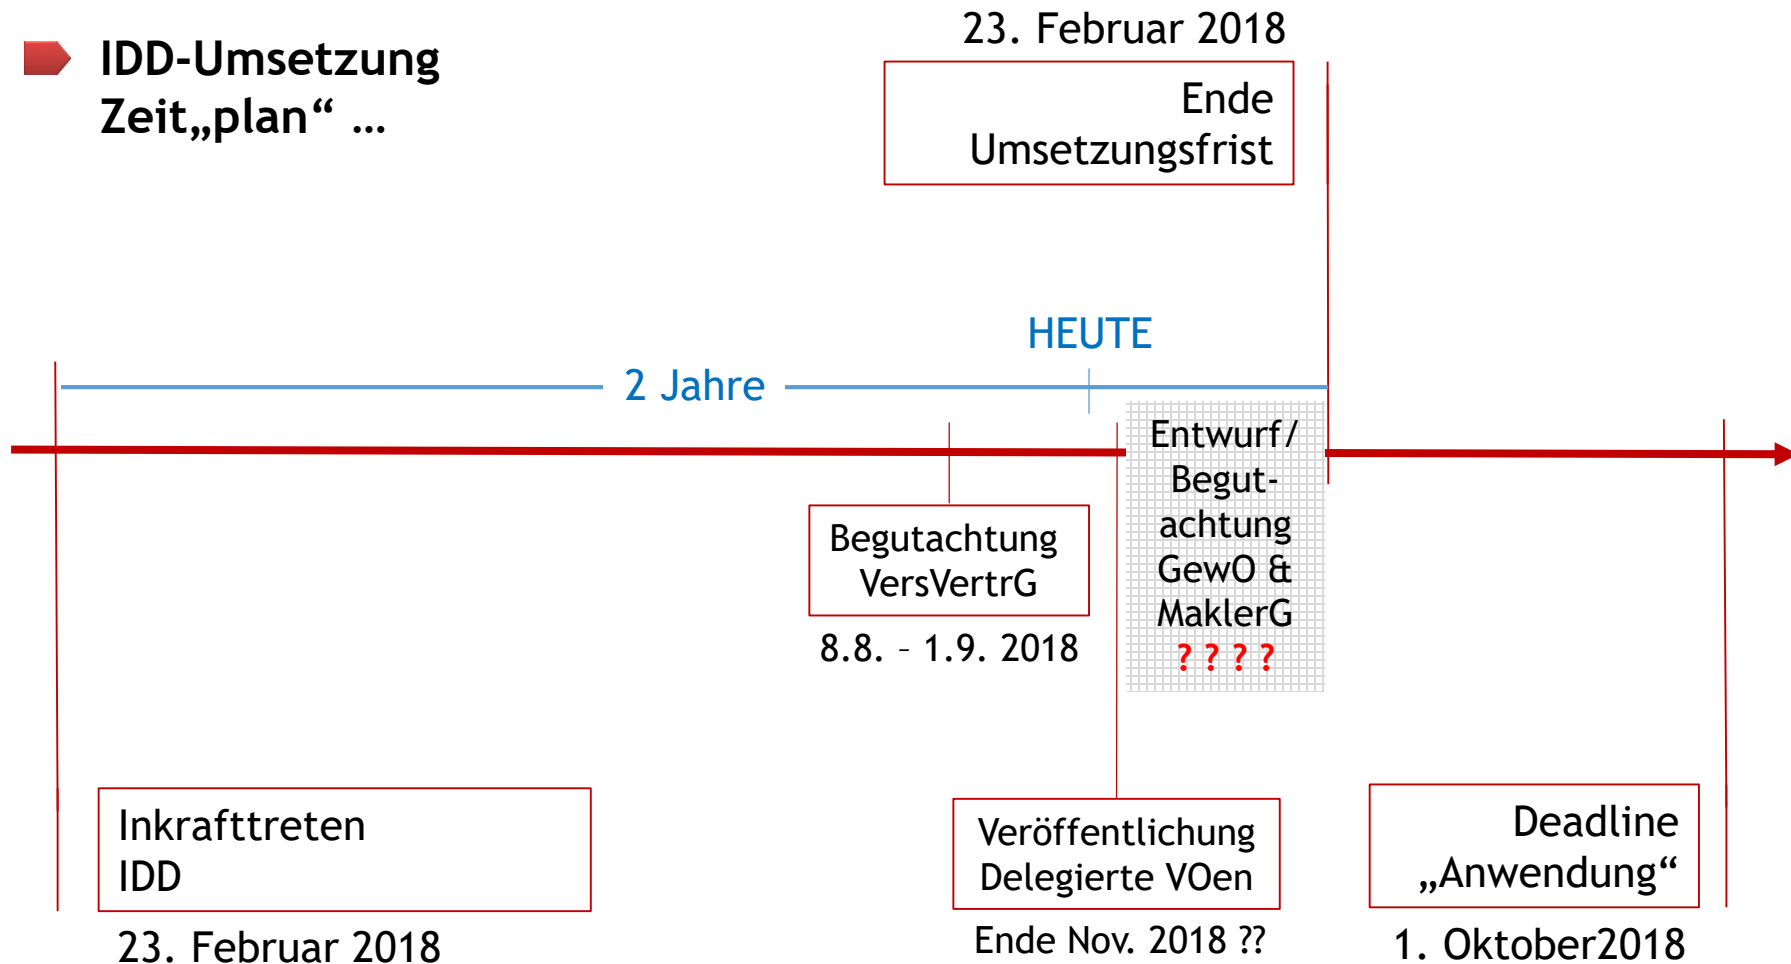 IDD-Umsetzung
Zeit„plan“ …
23. Februar 2018
Ende
Umsetzungsfrist
HEUTE
2 Jahre
Entwurf/
Begut-
achtung
GewO &
MaklerG
? ? ? ?
Begutachtung
VersVertrG
8.8. – 1.9. 2018
Inkrafttreten
IDD
23. Februar 2018
Veröffentlichung
Delegierte VOen
Ende Nov. 2018 ??
Deadline
„Anwendung“
1. Oktober2018